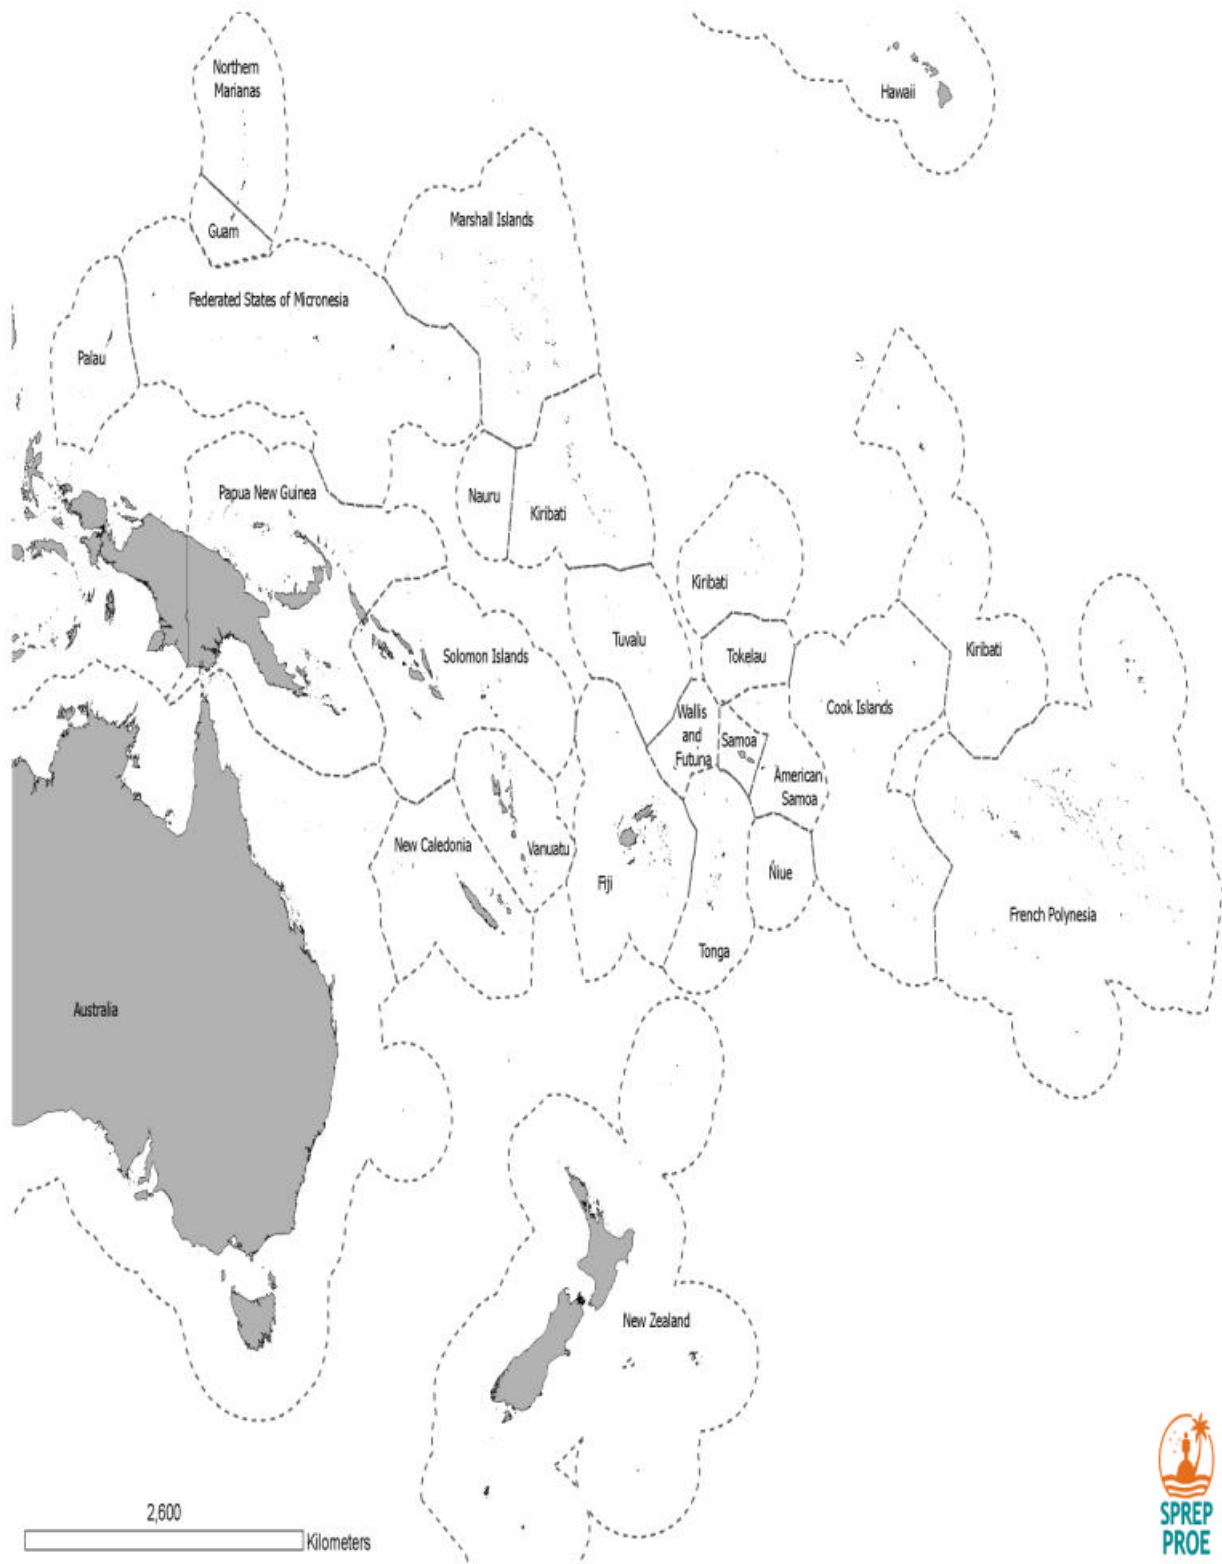 Northern
Marianas
Hawaii
Guam
Marshall Islands
Federated States of Micronesia
Palau
Papua New Guinea
Nauru
Kiribati
Kiribati
Tuvalu
Tokelau
Solomon Islands
Kiribati
Wallis
and
Futuna
Samoa
Cook Islands
American
Samoa
New Caledonia
Vanuatu
Fiji
Niue
French Polynesia
Tonga
Australia
New Zealand
2,600
Kilometers
SPREP
PROE